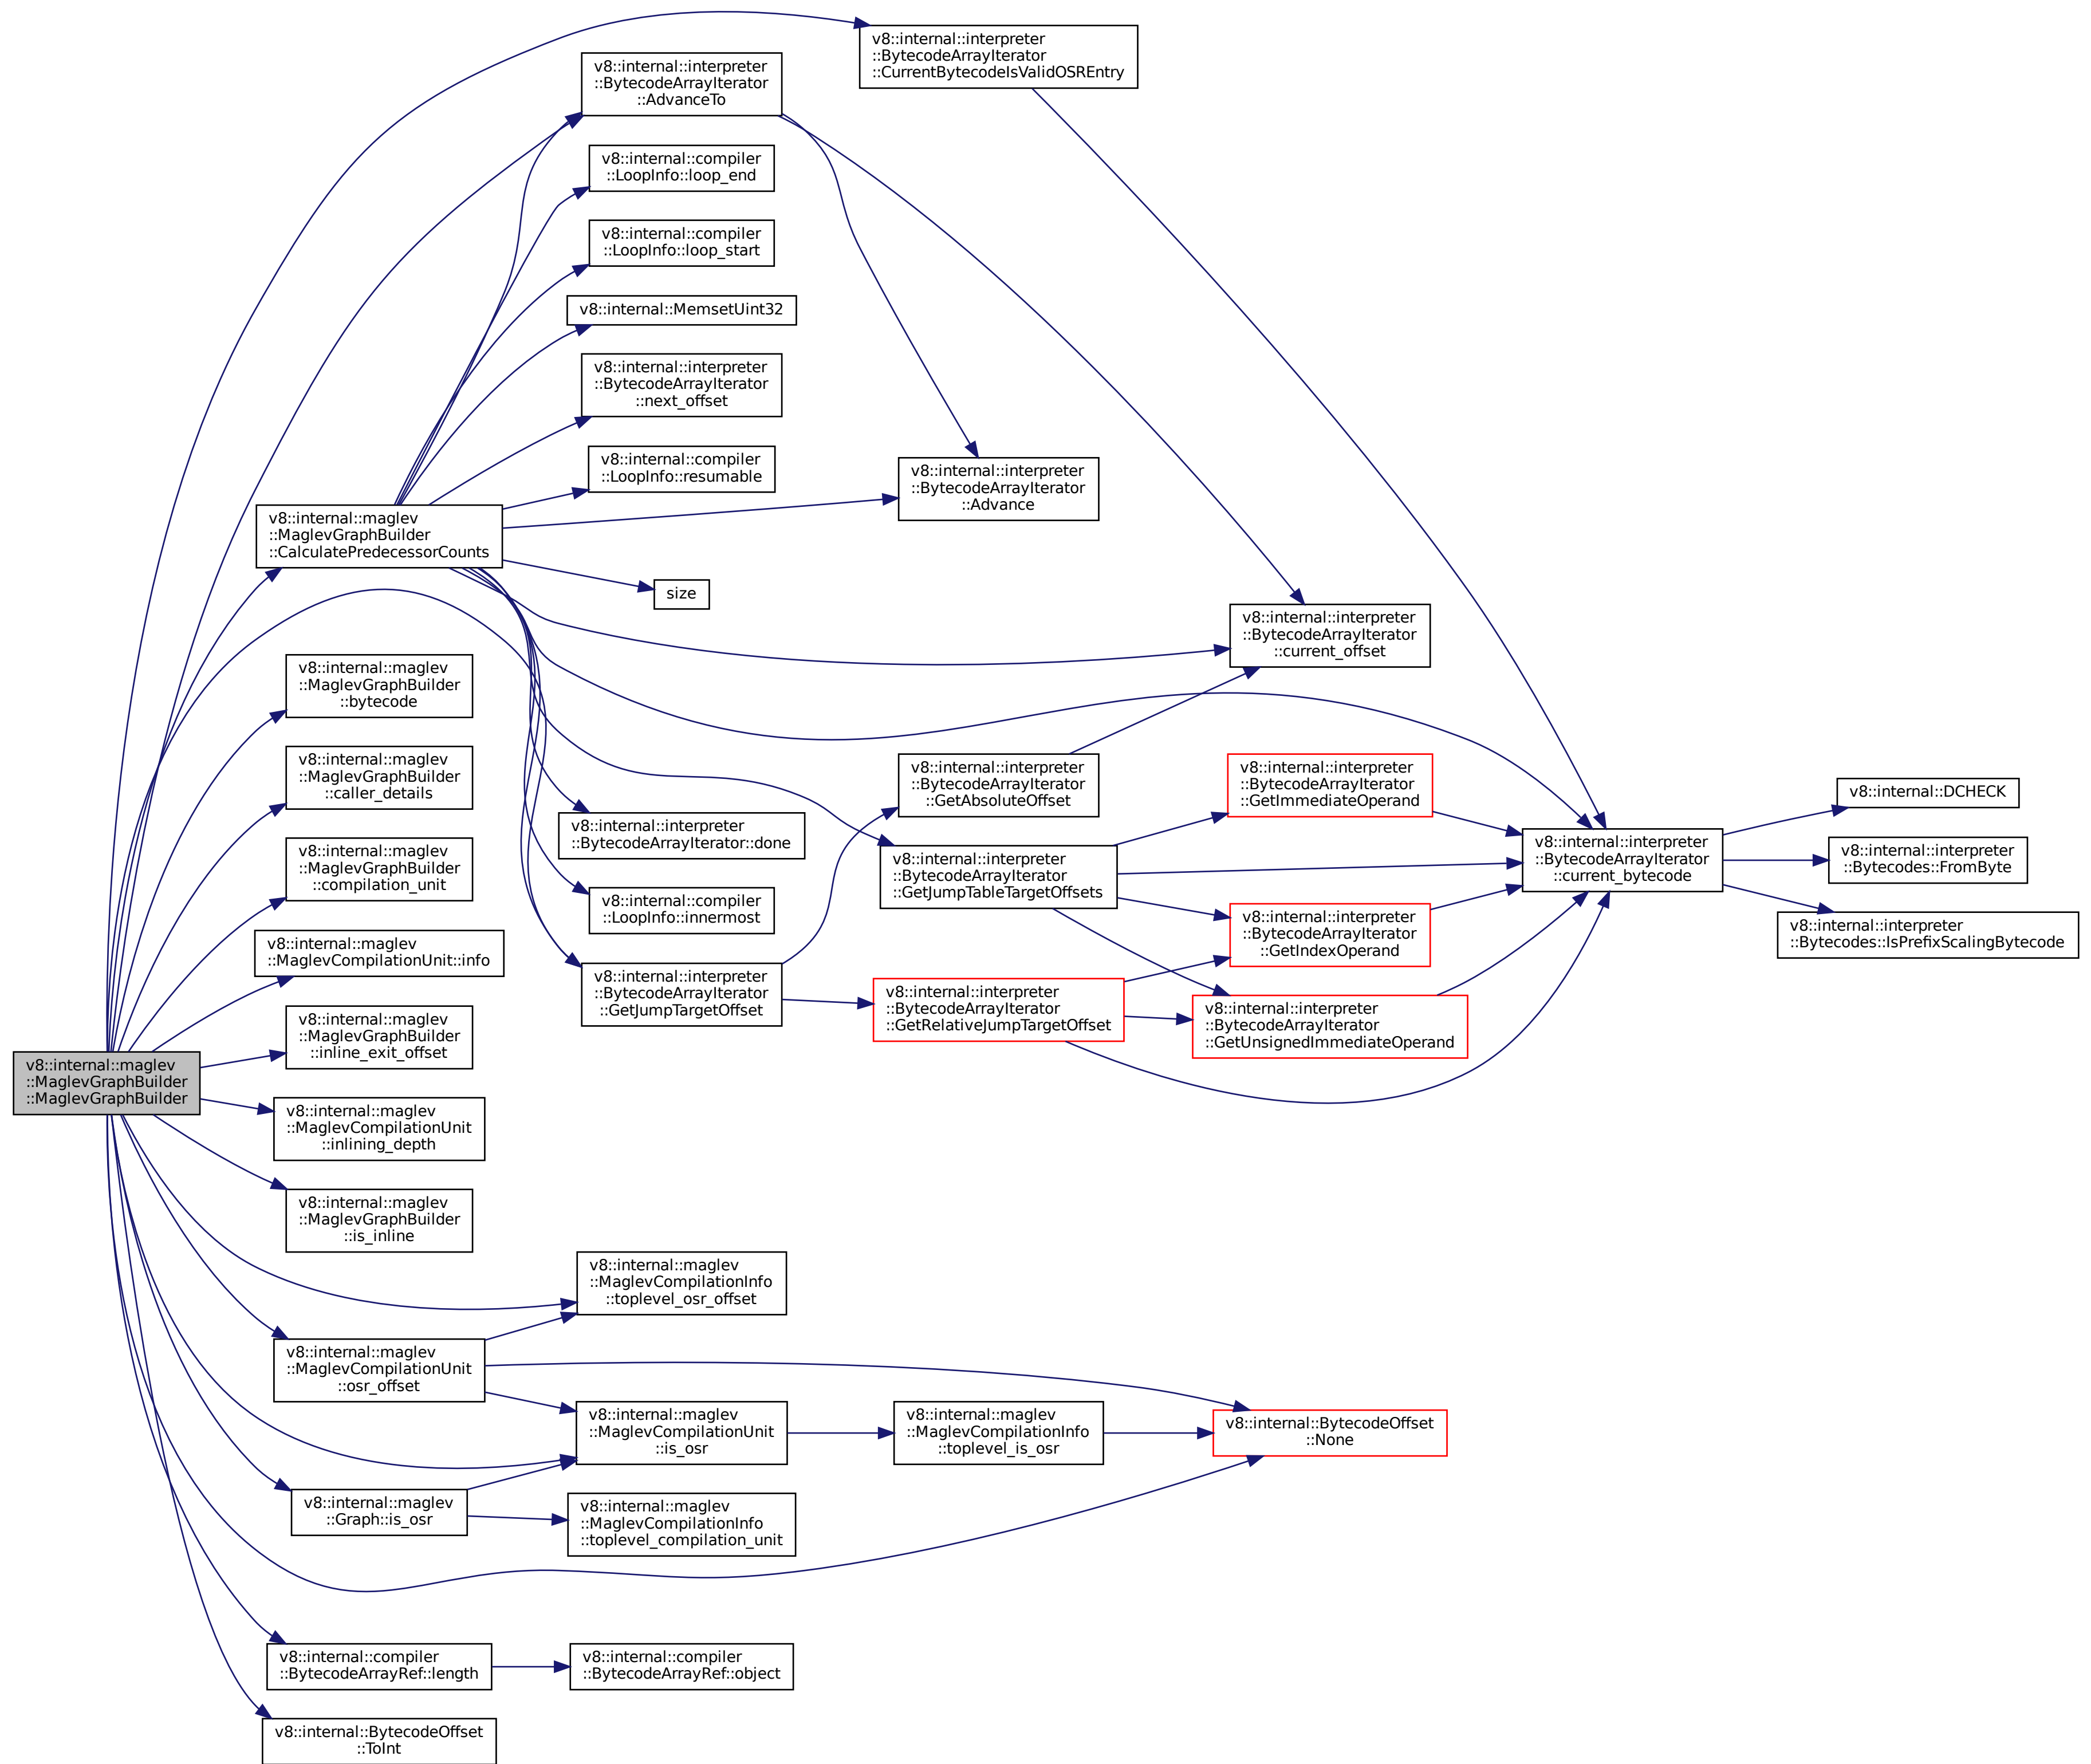 v8::internal::interpreter
::BytecodeArrayIterator
::CurrentBytecodeIsValidOSREntry
v8::internal::interpreter
::BytecodeArrayIterator
::AdvanceTo
v8::internal::compiler
::LoopInfo::loop_end
v8::internal::compiler
::LoopInfo::loop_start
v8::internal::MemsetUint32
v8::internal::interpreter
::BytecodeArrayIterator
::next_offset
v8::internal::compiler
::LoopInfo::resumable
v8::internal::interpreter
::BytecodeArrayIterator
::Advance
v8::internal::maglev
::MaglevGraphBuilder
::CalculatePredecessorCounts
size
v8::internal::interpreter
::BytecodeArrayIterator
::current_offset
v8::internal::maglev
::MaglevGraphBuilder
::bytecode
v8::internal::maglev
::MaglevGraphBuilder
::caller_details
v8::internal::interpreter
::BytecodeArrayIterator
::GetAbsoluteOffset
v8::internal::interpreter
::BytecodeArrayIterator
::GetImmediateOperand
v8::internal::DCHECK
v8::internal::interpreter
::BytecodeArrayIterator::done
v8::internal::interpreter
::BytecodeArrayIterator
::current_bytecode
v8::internal::interpreter
::Bytecodes::FromByte
v8::internal::maglev
::MaglevGraphBuilder
::compilation_unit
v8::internal::interpreter
::BytecodeArrayIterator
::GetJumpTableTargetOffsets
v8::internal::compiler
::LoopInfo::innermost
v8::internal::interpreter
::BytecodeArrayIterator
::GetIndexOperand
v8::internal::interpreter
::Bytecodes::IsPrefixScalingBytecode
v8::internal::maglev
::MaglevCompilationUnit::info
v8::internal::interpreter
::BytecodeArrayIterator
::GetJumpTargetOffset
v8::internal::interpreter
::BytecodeArrayIterator
::GetRelativeJumpTargetOffset
v8::internal::interpreter
::BytecodeArrayIterator
::GetUnsignedImmediateOperand
v8::internal::maglev
::MaglevGraphBuilder
::inline_exit_offset
v8::internal::maglev
::MaglevGraphBuilder
::MaglevGraphBuilder
v8::internal::maglev
::MaglevCompilationUnit
::inlining_depth
v8::internal::maglev
::MaglevGraphBuilder
::is_inline
v8::internal::maglev
::MaglevCompilationInfo
::toplevel_osr_offset
v8::internal::maglev
::MaglevCompilationUnit
::osr_offset
v8::internal::maglev
::MaglevCompilationUnit
::is_osr
v8::internal::maglev
::MaglevCompilationInfo
::toplevel_is_osr
v8::internal::BytecodeOffset
::None
v8::internal::maglev
::Graph::is_osr
v8::internal::maglev
::MaglevCompilationInfo
::toplevel_compilation_unit
v8::internal::compiler
::BytecodeArrayRef::length
v8::internal::compiler
::BytecodeArrayRef::object
v8::internal::BytecodeOffset
::ToInt